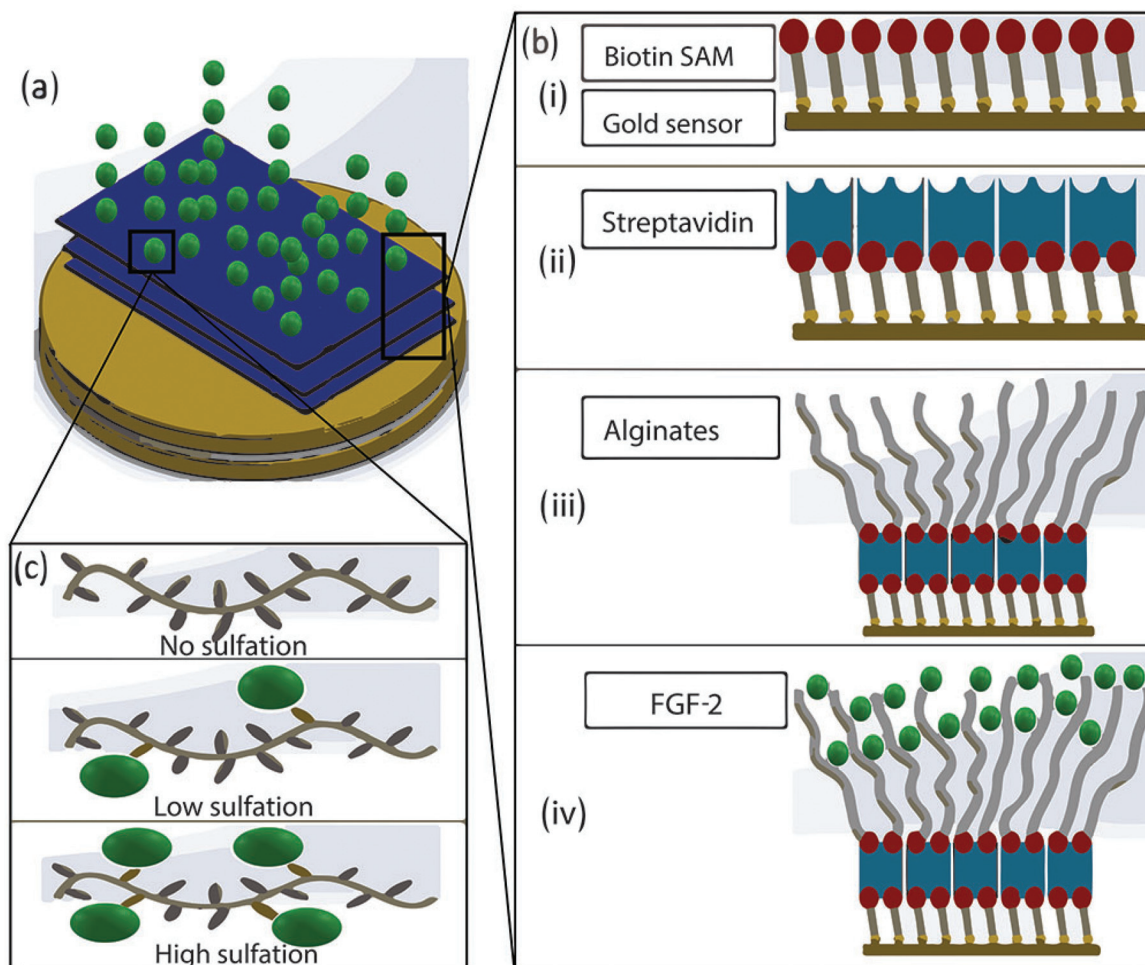 (a)
(b)
Biotin SAM
(i)
Gold sensor
Streptavidin
(ii)
Alginates
(iii)
FGF-2
(iv)
(c)
No sulfation
Low sulfation
High sulfation